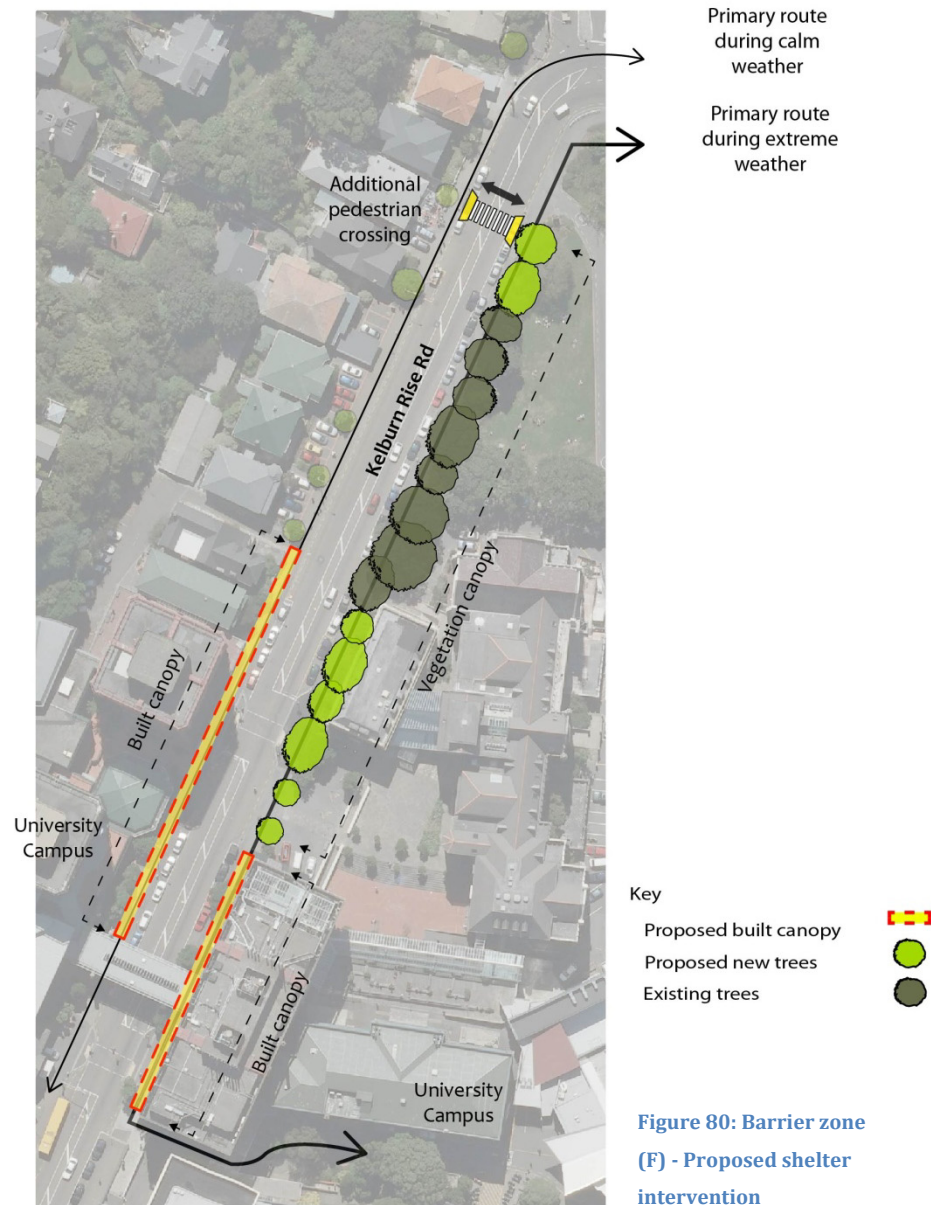 Primary route
during calm
weather
Primary route
during extreme
weather
Additional
pedestrian
crossing
Kelburn Rise Rd
Vegetation canopy
Built canopy
University
Campus
Built canopy
University
Campus
Key
Proposed built canopy
Proposed new trees
Existing trees
Figure 80: Barrier zone
(F) - Proposed shelter
intervention